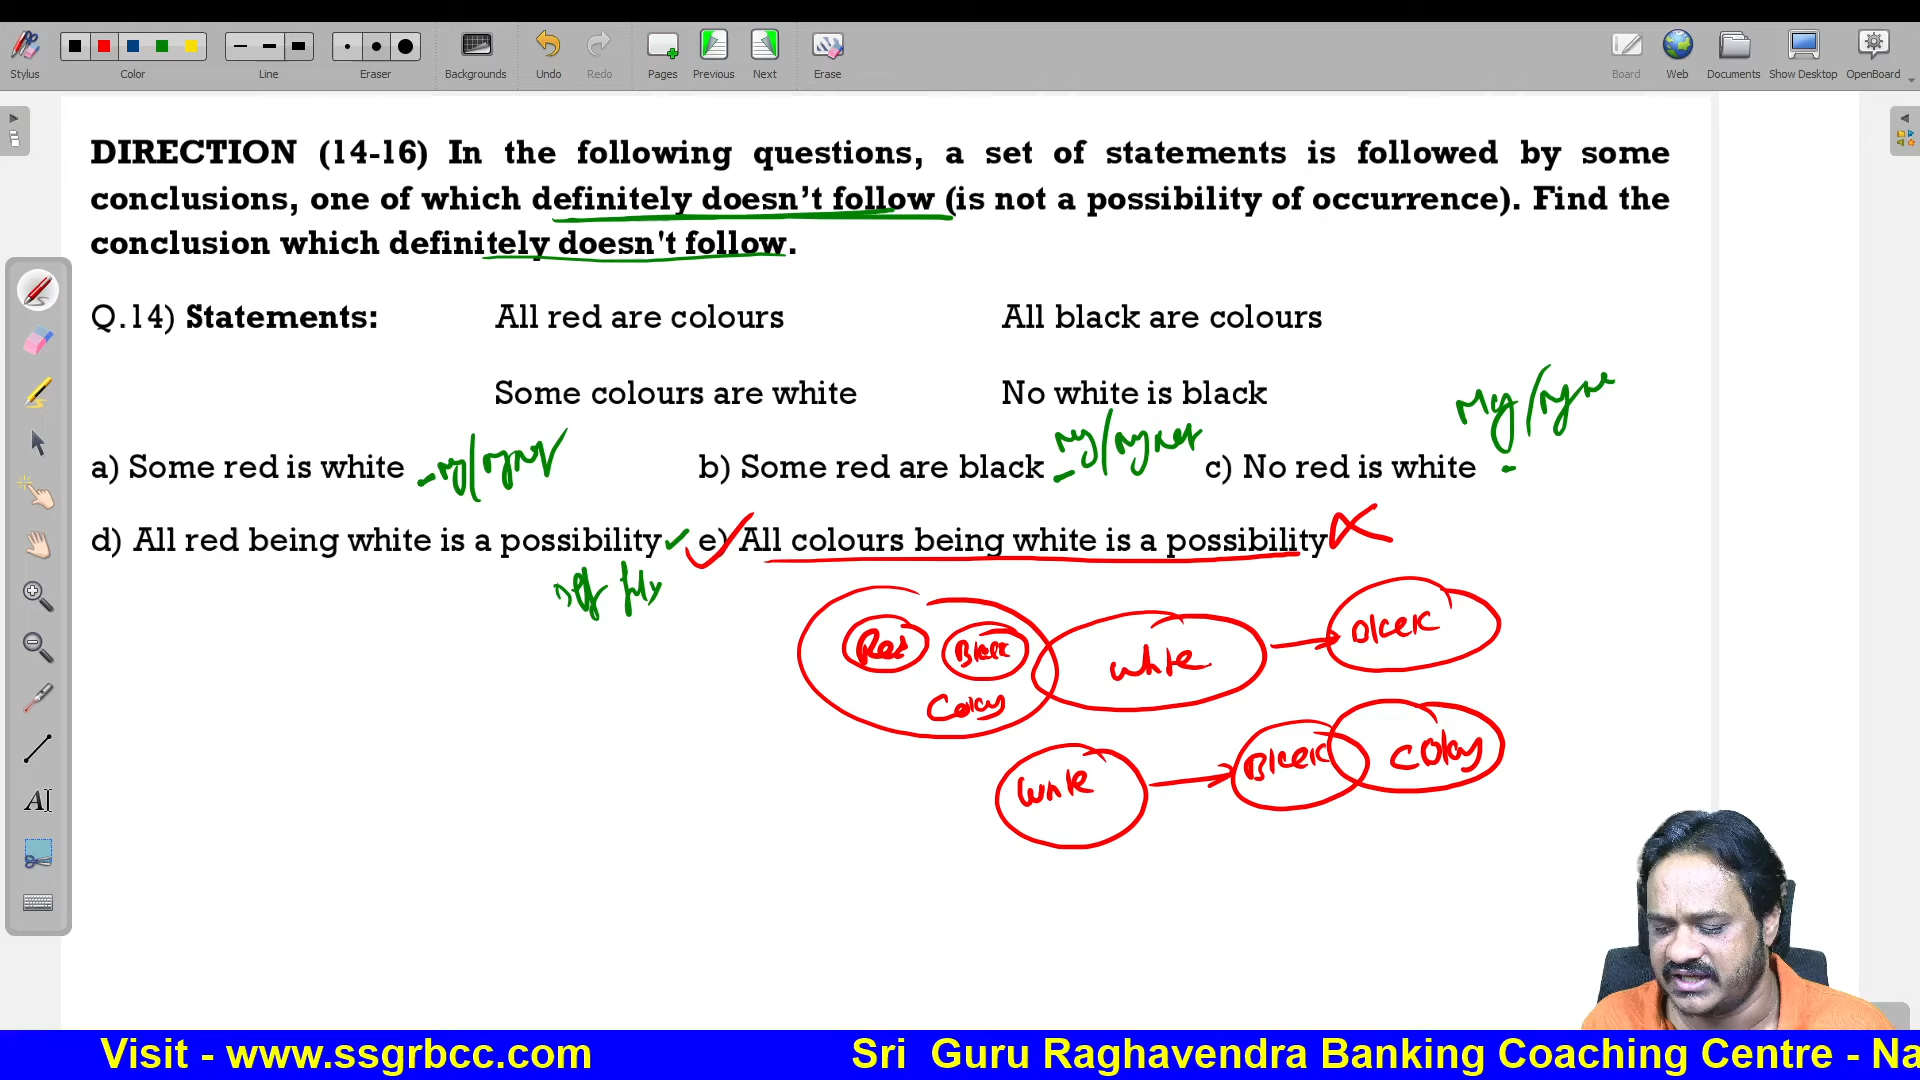 Stylus
Color
Line
Eraser
Backgrounds
Undo
Redo
Pages
Previous
Next
Erase
Board
Web
Documents
Show Desktop
OpenBoard
DIRECTION (14-16) In the following questions, a set of statements is followed by some
conclusions, one of which definitely doesn't follow (is not a possibility of occurrence). Find the
conclusion which definitely doesn't follow.
Q.14) Statements: All red are colours All black are colours
Some colours are white No white is black
a) Some red is white b) Some red are black c) No red is white
d) All red being white is a possibility e) All colours being white is a possibility
Red Black white Black
Colay
white Black Colay
Visit - www.ssgrbcc.com Sri Guru Raghavendra Banking Coaching Centre - Na